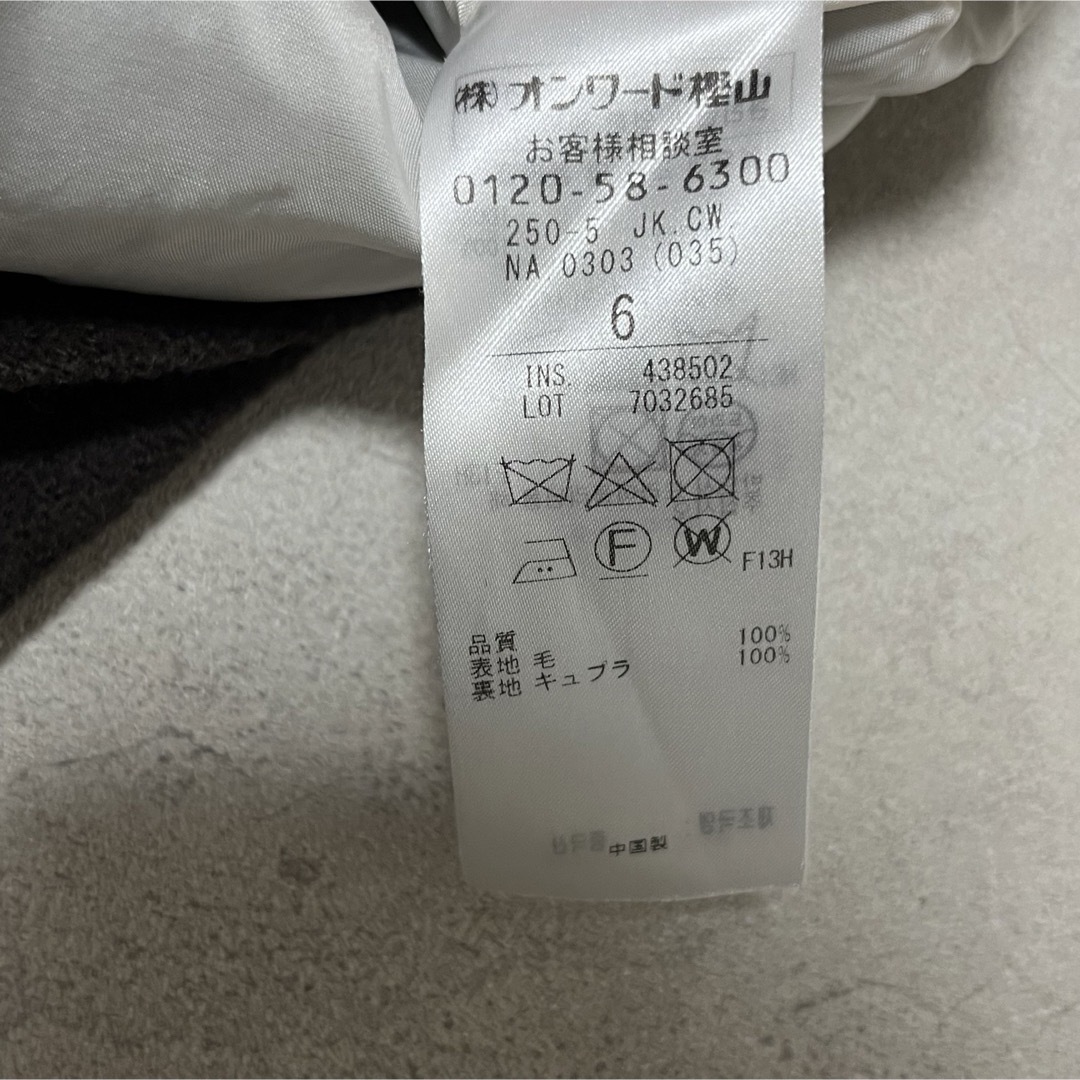 (株)オンワード樫山
お客様相談室
0120-58-6300
250-5 JK.CW.
NA 0303 (035)
6
INS 438502
LOT 7032685
F
W
F13H
品質
表地 毛 100%
裏地 キュプラ 100%
中国製